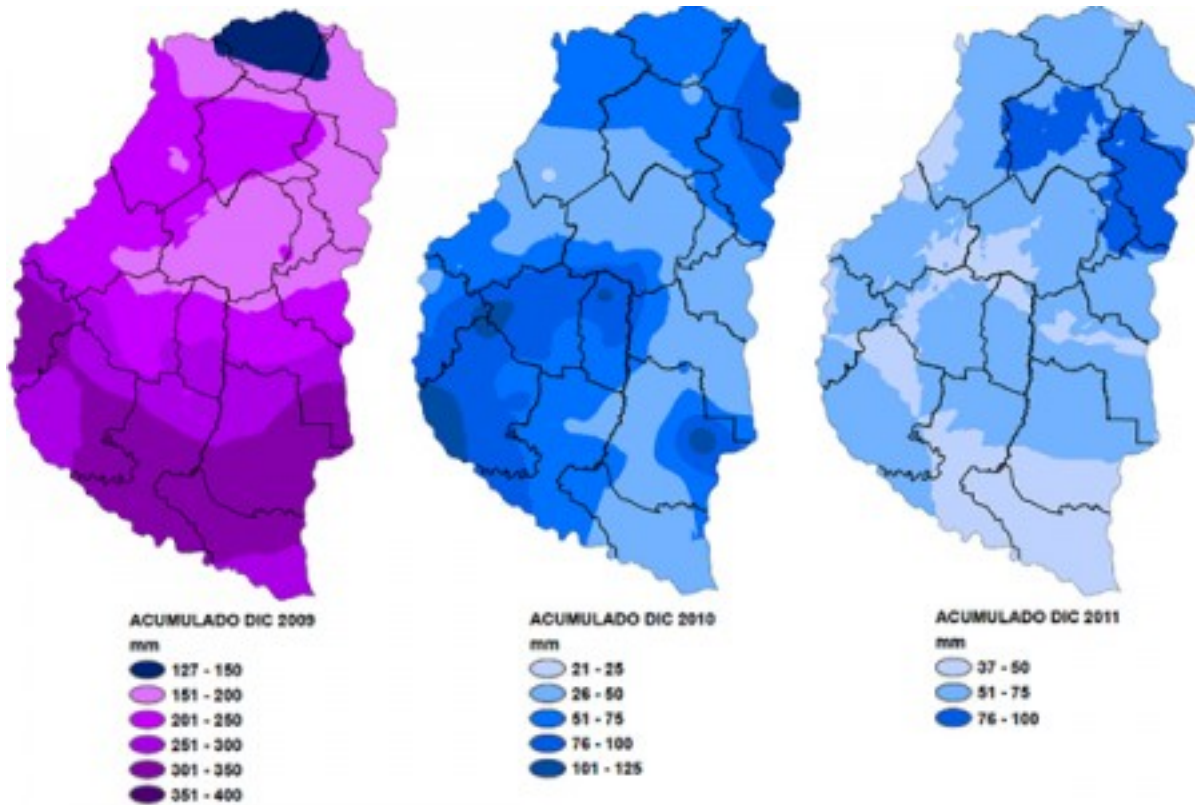 ACUMULADO DIC 2009
mm
127 - 150
151 - 200
201 - 250
251 - 300
301 - 350
351 - 400
ACUMULADO DIC 2010
mm
21 - 25
26 - 50
51 - 75
76 - 100
101 - 125
ACUMULADO DIC 2011
mm
37 - 50
51 - 75
76 - 100